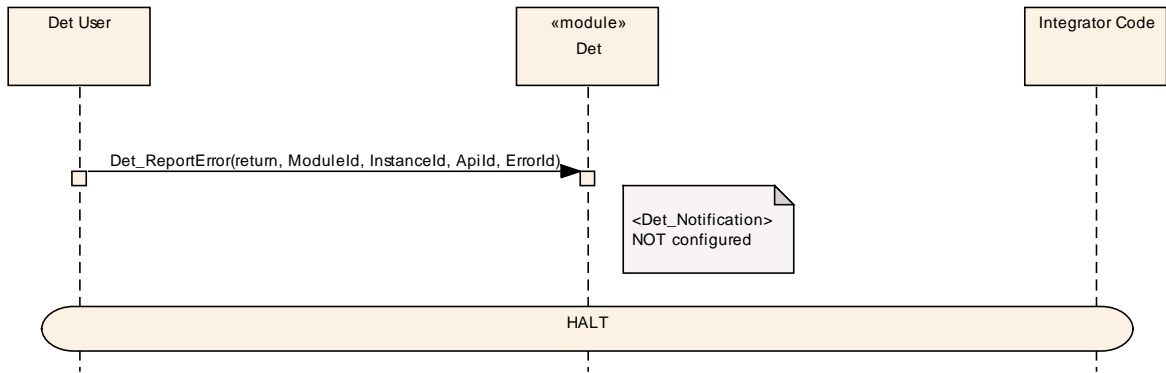 Det User
«module»
Det
Integrator Code
Det_ReportError(return, ModuleId, InstanceId, ApiId, ErrorId)
<Det_Notification>
NOT configured
HALT